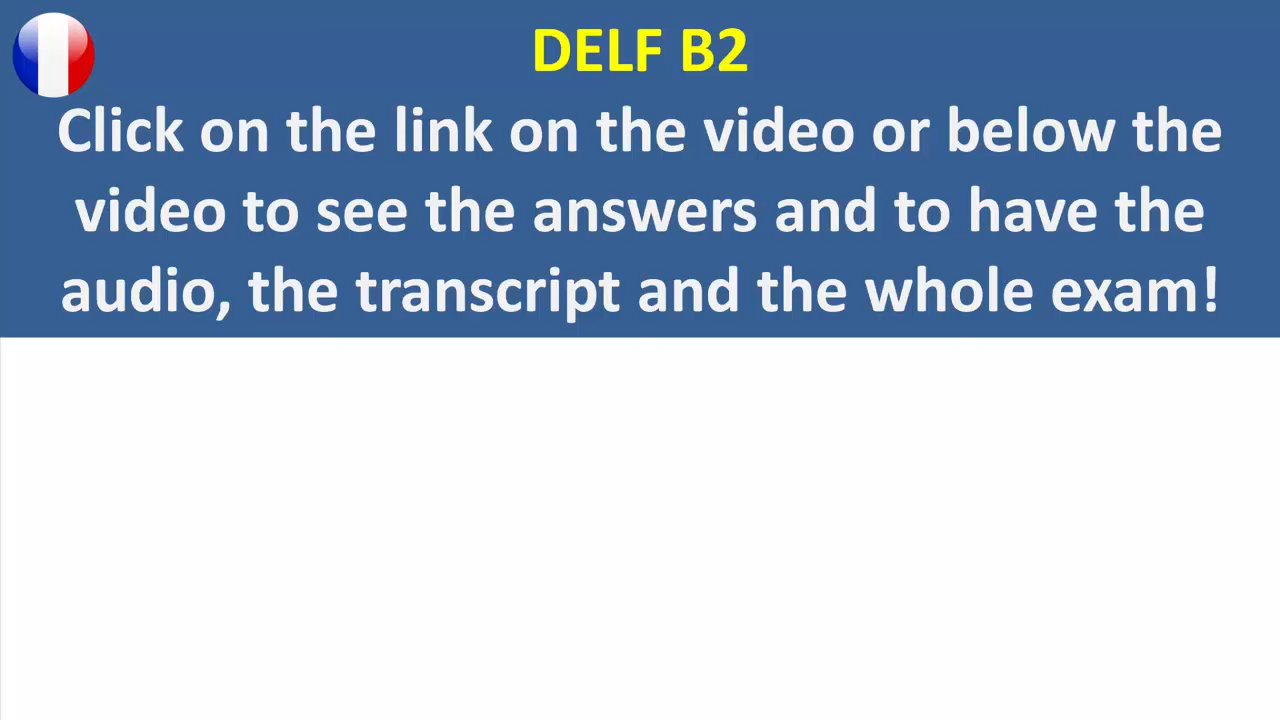 DELF B2
Click on the link on the video or below the
video to see the answers and to have the
audio, the transcript and the whole exam!